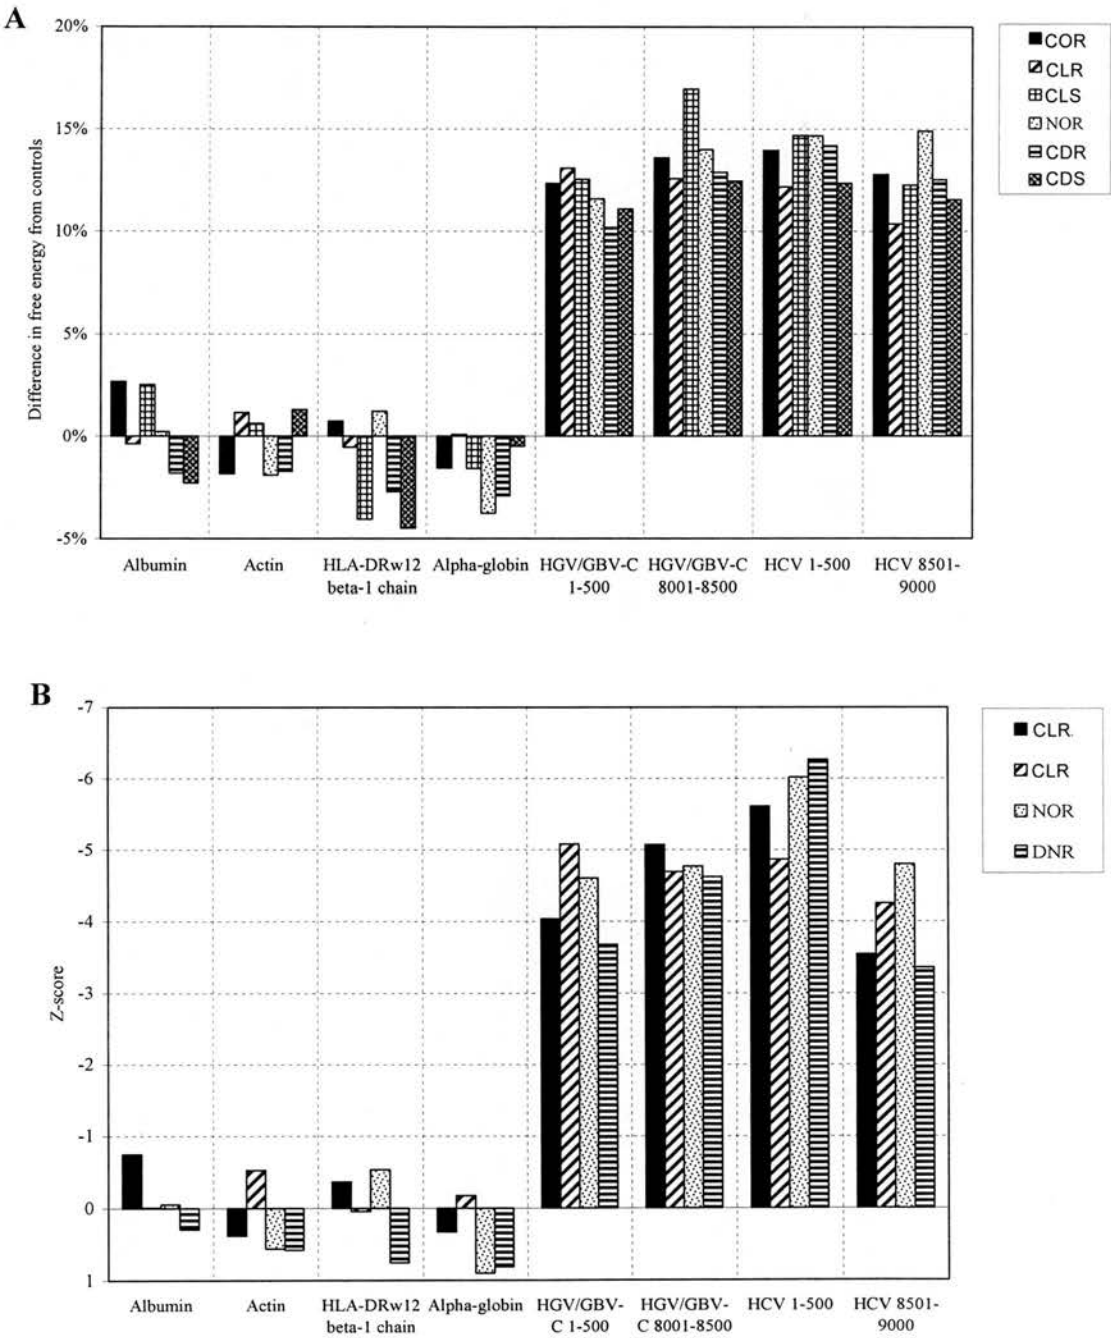 A
20%
15%
10%
5%
0%
-5%
Difference in free energy from controls
Albumin
Actin
HLA-DRw12
beta-1 chain
Alpha-globin
HGV/GBV-C
1-500
HGV/GBV-C
8001-8500
HCV 1-500
HCV 8501-
9000
COR
CLR
CLS
NOR
CDR
CDS
B
-7
-6
-5
-4
-3
-2
-1
0
1
Z-score
Albumin
Actin
HLA-DRw12
beta-1 chain
Alpha-globin
HGV/GBV-
C 1-500
HGV/GBV-
C 8001-8500
HCV 1-500
HCV 8501-
9000
CLR
CLR
NOR
DNR